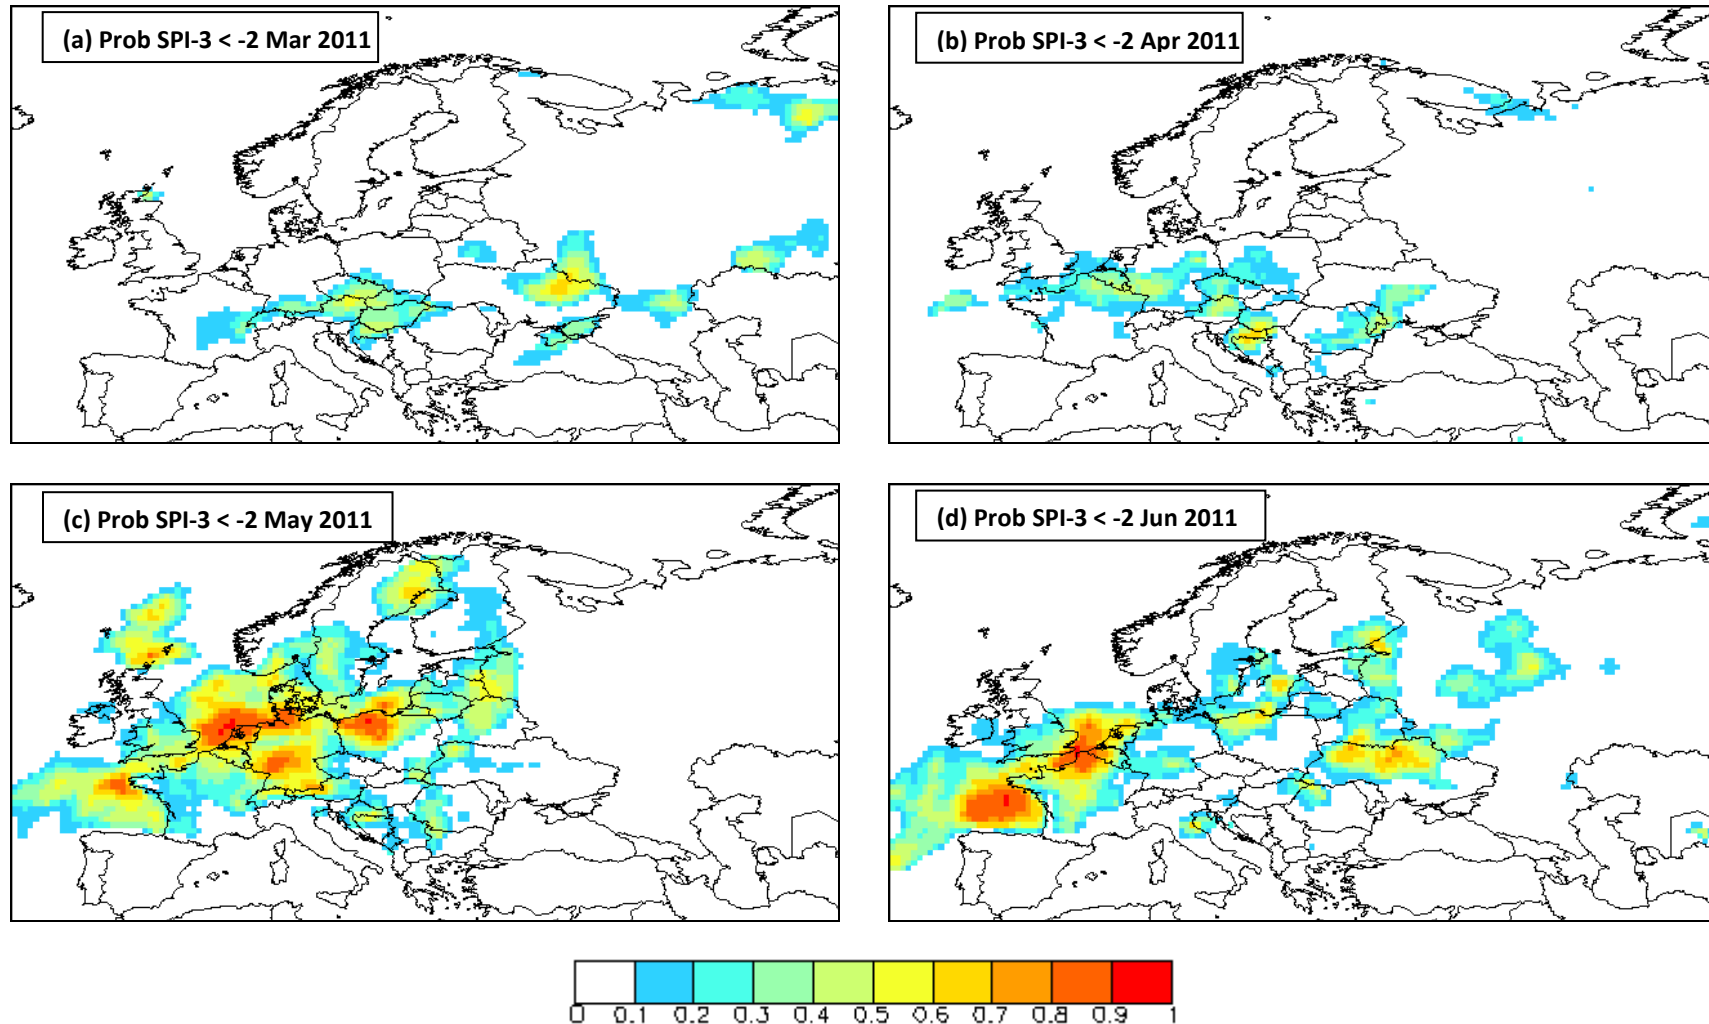 (a) Prob SPI-3 < -2 Mar 2011
(b) Prob SPI-3 < -2 Apr 2011
(c) Prob SPI-3 < -2 May 2011
(d) Prob SPI-3 < -2 Jun 2011
0 0.1 0.2 0.3 0.4 0.5 0.6 0.7 0.8 0.9 1